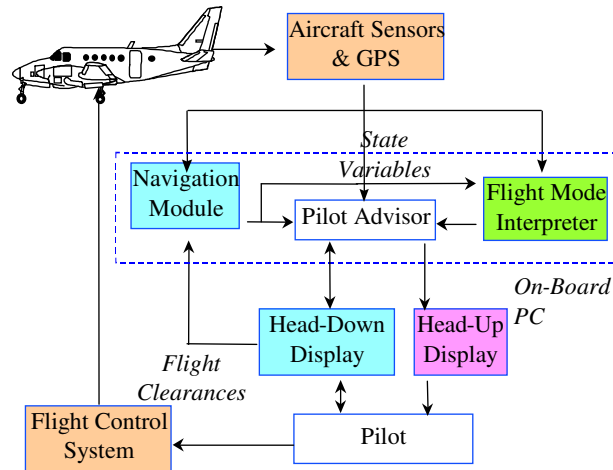 Aircraft Sensors
& GPS
State
Variables
Navigation
Module
Pilot Advisor
Flight Mode
Interpreter
On-Board
PC
Head-Down
Display
Head-Up
Display
Flight
Clearances
Flight Control
System
Pilot